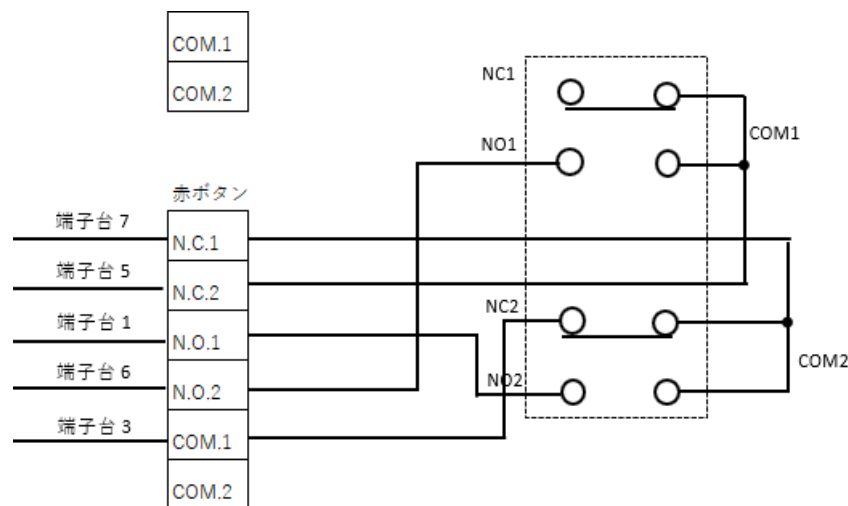 COM.1
COM.2
NC1
COM1
NO1
赤ボタン
端子台 7
N.C.1
端子台 5
N.C.2
NC2
端子台 1
N.O.1
COM2
端子台 6
NO2
N.O.2
端子台 3
COM.1
COM.2